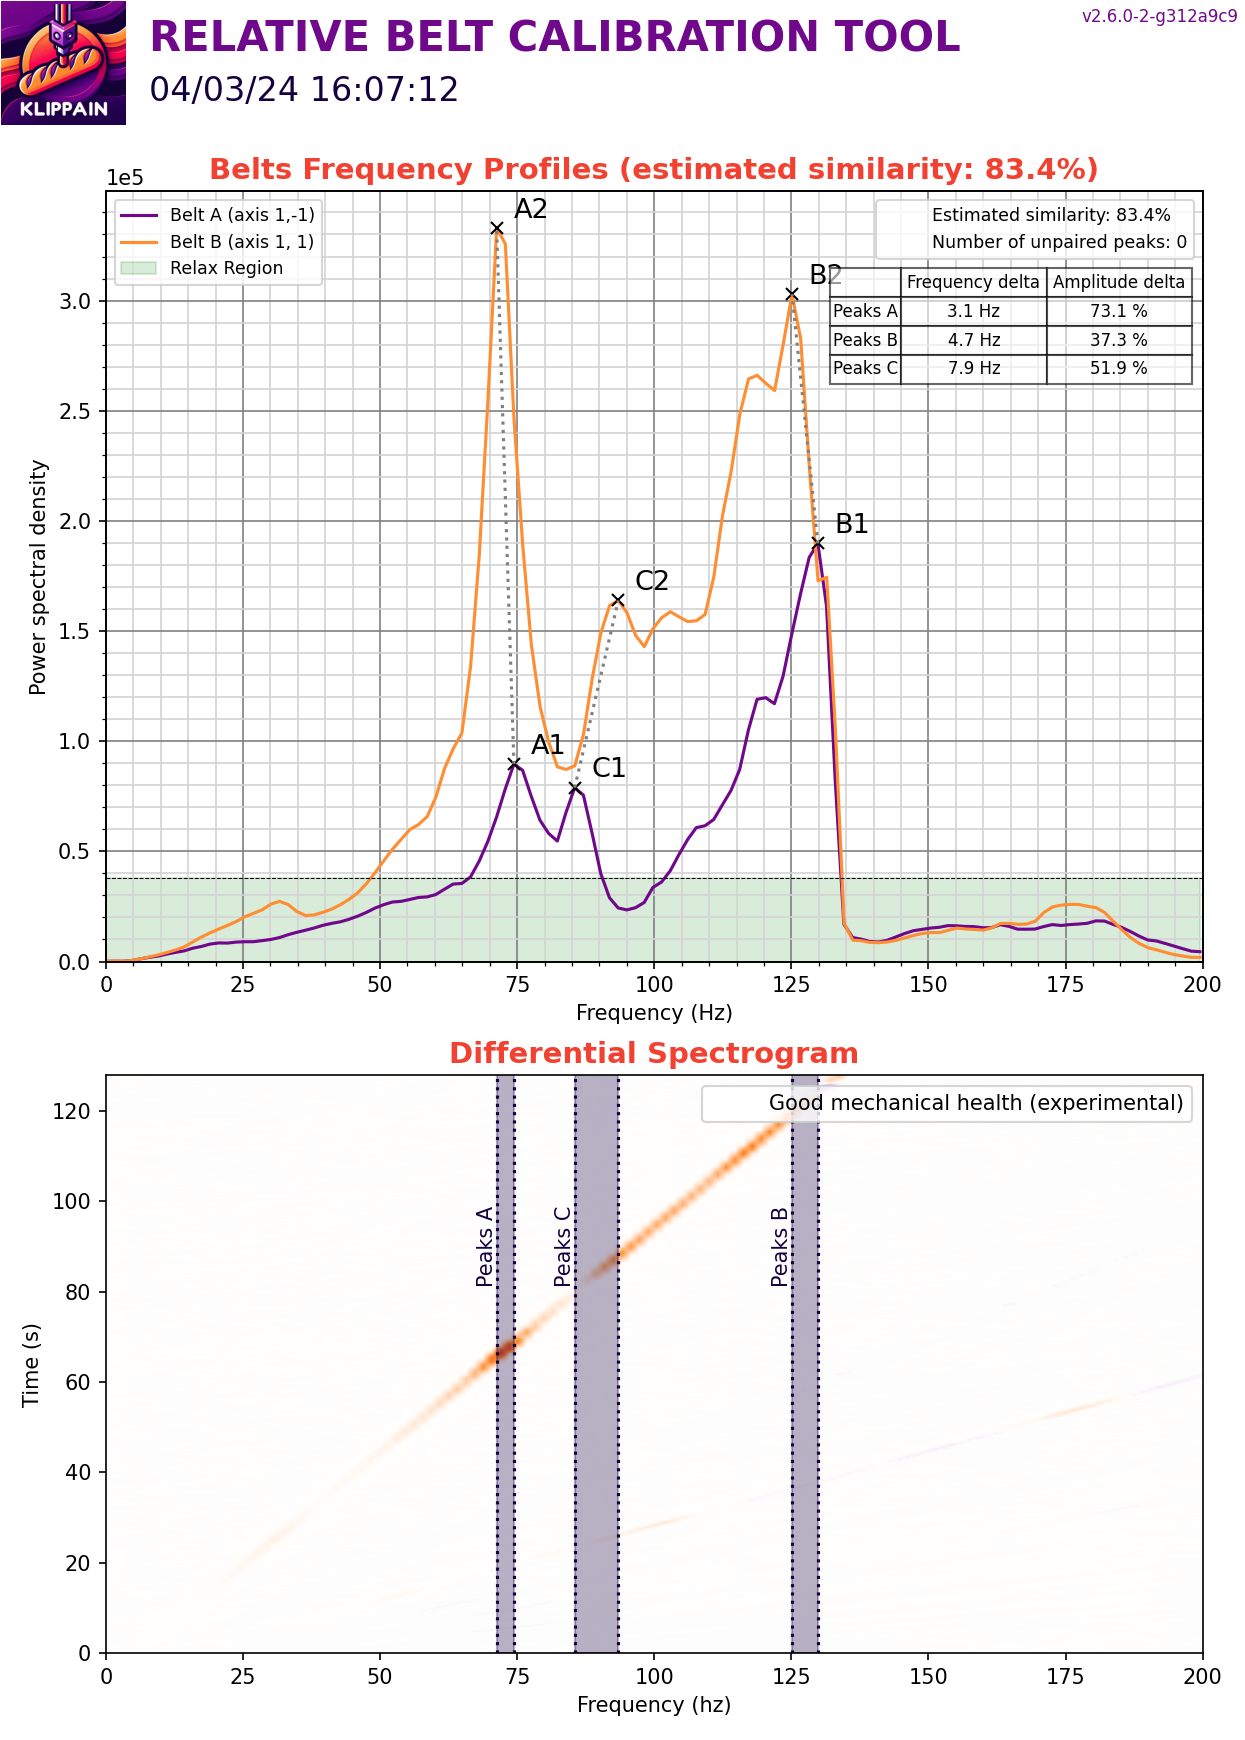 KLIPPAIN
RELATIVE BELT CALIBRATION TOOL
04/03/24 16:07:12
v2.6.0-2-g312a9c9
Belts Frequency Profiles (estimated similarity: 83.4%)
1e5
Belt A (axis 1,-1)
Belt B (axis 1, 1)
Relax Region
Estimated similarity: 83.4%
Number of unpaired peaks: 0
Frequency delta Amplitude delta
Peaks A 3.1 Hz 73.1 %
Peaks B 4.7 Hz 37.3 %
Peaks C 7.9 Hz 51.9 %
A2
B2
B1
C2
A1
C1
Power spectral density
3.0
2.5
2.0
1.5
1.0
0.5
0.0
0 25 50 75 100 125 150 175 200
Frequency (Hz)
Differential Spectrogram
Good mechanical health (experimental)
Peaks A
Peaks C
Peaks B
Time (s)
120
100
80
60
40
20
0
0 25 50 75 100 125 150 175 200
Frequency (hz)